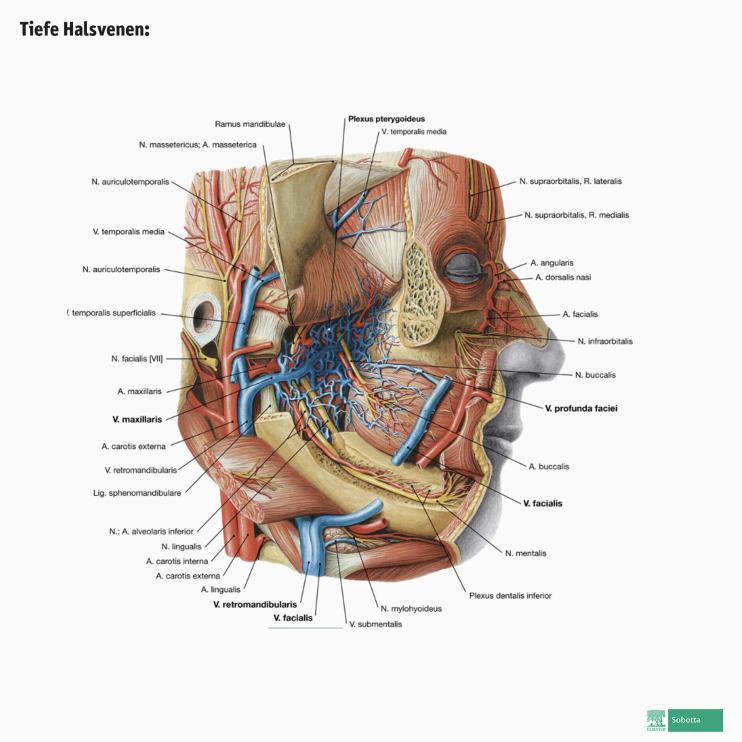 Tiefe Halsvenen:
Ramus mandibulae
Plexus pterygoideus
V. temporalis media
N. massetericus; A. masseterica
N. auriculotemporalis
V. temporalis media
N. auriculotemporalis
temporalis superficialis
N. facialis [VII]
A. maxillaris
V. maxillaris
A. carotis externa
V. retromandibularis
Lig. sphenomandibulare
N.; A. alveolaris inferior
N. lingualis
A. carotis interna
A. carotis externa
A. lingualis
V. retromandibularis
V. facialis
N. supraorbitalis, R. lateralis
N. supraorbitalis, R. medialis
A. angularis
A. dorsalis nasi
A. facialis
N. infraorbitalis
N. buccalis
V. profunda faciei
A. buccalis
V. facialis
N. mentalis
Plexus dentalis inferior
N. mylohyoideus
V. submentalis
ELSEVIER
Sobotta